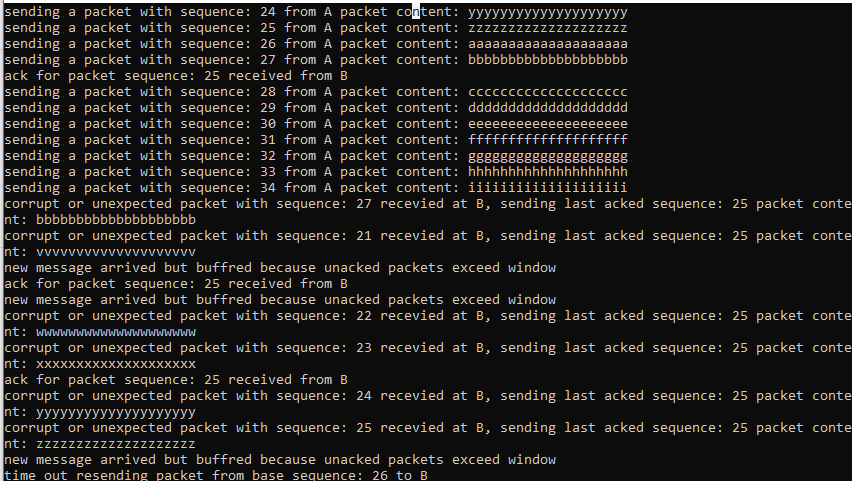 sending a packet with sequence: 24 from A packet content: yyyyyyyyyyyyyyyyyyyy
sending a packet with sequence: 25 from A packet content: zzzzzzzzzzzzzzzzzzzz
sending a packet with sequence: 26 from A packet content: aaaaaaaaaaaaaaaaaaaa
sending a packet with sequence: 27 from A packet content: bbbbbbbbbbbbbbbbbbbb
ack for packet sequence: 25 received from B
sending a packet with sequence: 28 from A packet content: cccccccccccccccccccc
sending a packet with sequence: 29 from A packet content: dddddddddddddddddddd
sending a packet with sequence: 30 from A packet content: eeeeeeeeeeeeeeeeeeee
sending a packet with sequence: 31 from A packet content: ffffffffffffffffffff
sending a packet with sequence: 32 from A packet content: gggggggggggggggggggg
sending a packet with sequence: 33 from A packet content: hhhhhhhhhhhhhhhhhhhh
sending a packet with sequence: 34 from A packet content: iiiiiiiiiiiiiiiiiiii
corrupt or unexpected packet with sequence: 27 recevied at B, sending last acked sequence: 25 packet conte
nt: bbbbbbbbbbbbbbbbbbbb
corrupt or unexpected packet with sequence: 21 recevied at B, sending last acked sequence: 25 packet conte
nt: vvvvvvvvvvvvvvvvvvvv
new message arrived but buffred because unacked packets exceed window
ack for packet sequence: 25 received from B
new message arrived but buffred because unacked packets exceed window
corrupt or unexpected packet with sequence: 22 recevied at B, sending last acked sequence: 25 packet conte
nt: wwwwwwwwwwwwwwwwwwww
corrupt or unexpected packet with sequence: 23 recevied at B, sending last acked sequence: 25 packet conte
nt: xxxxxxxxxxxxxxxxxxxx
ack for packet sequence: 25 received from B
corrupt or unexpected packet with sequence: 24 recevied at B, sending last acked sequence: 25 packet conte
nt: yyyyyyyyyyyyyyyyyyyy
corrupt or unexpected packet with sequence: 25 recevied at B, sending last acked sequence: 25 packet conte
nt: zzzzzzzzzzzzzzzzzzzz
new message arrived but buffred because unacked packets exceed window
time out resending packet from base sequence: 26 to B